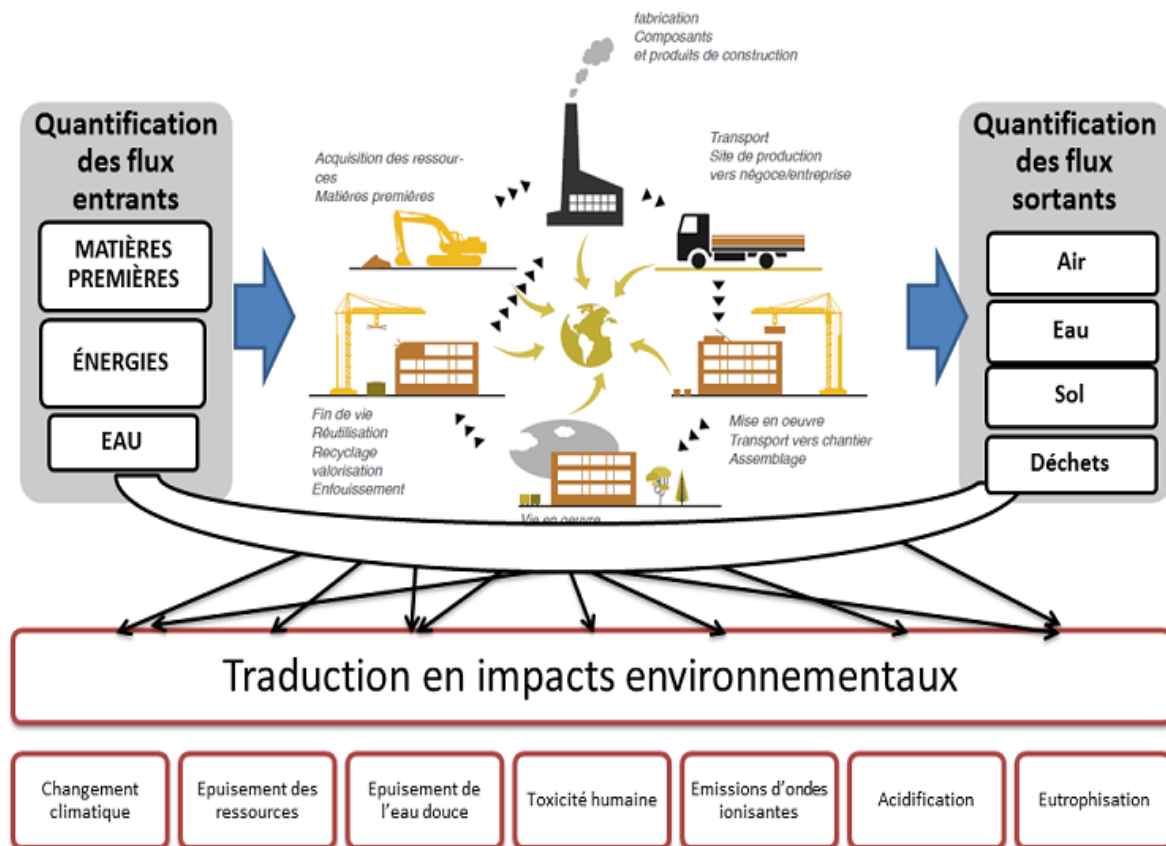 fabrication
Composants
et produits de construction
Quantification
des flux
entrants
MATIÈRES
PREMIÈRES
ÉNERGIES
EAU
Acquisition des ressour-
ces
Matières premières
Transport
Site de production
vers négoce/entreprise
Quantification
des flux
sortants
Air
Eau
Sol
Déchets
Fin de vie
Réutilisation
Recyclage
valorisation
Enfouissement
Mise en oeuvre
Transport vers chantier
Assemblage
Vie en oeuvre
Traduction en impacts environnementaux
Changement
climatique
Epuisement des
ressources
Epuisement de
l’eau douce
Toxicité humaine
Emissions d’ondes
ionisantes
Acidification
Eutrophisation